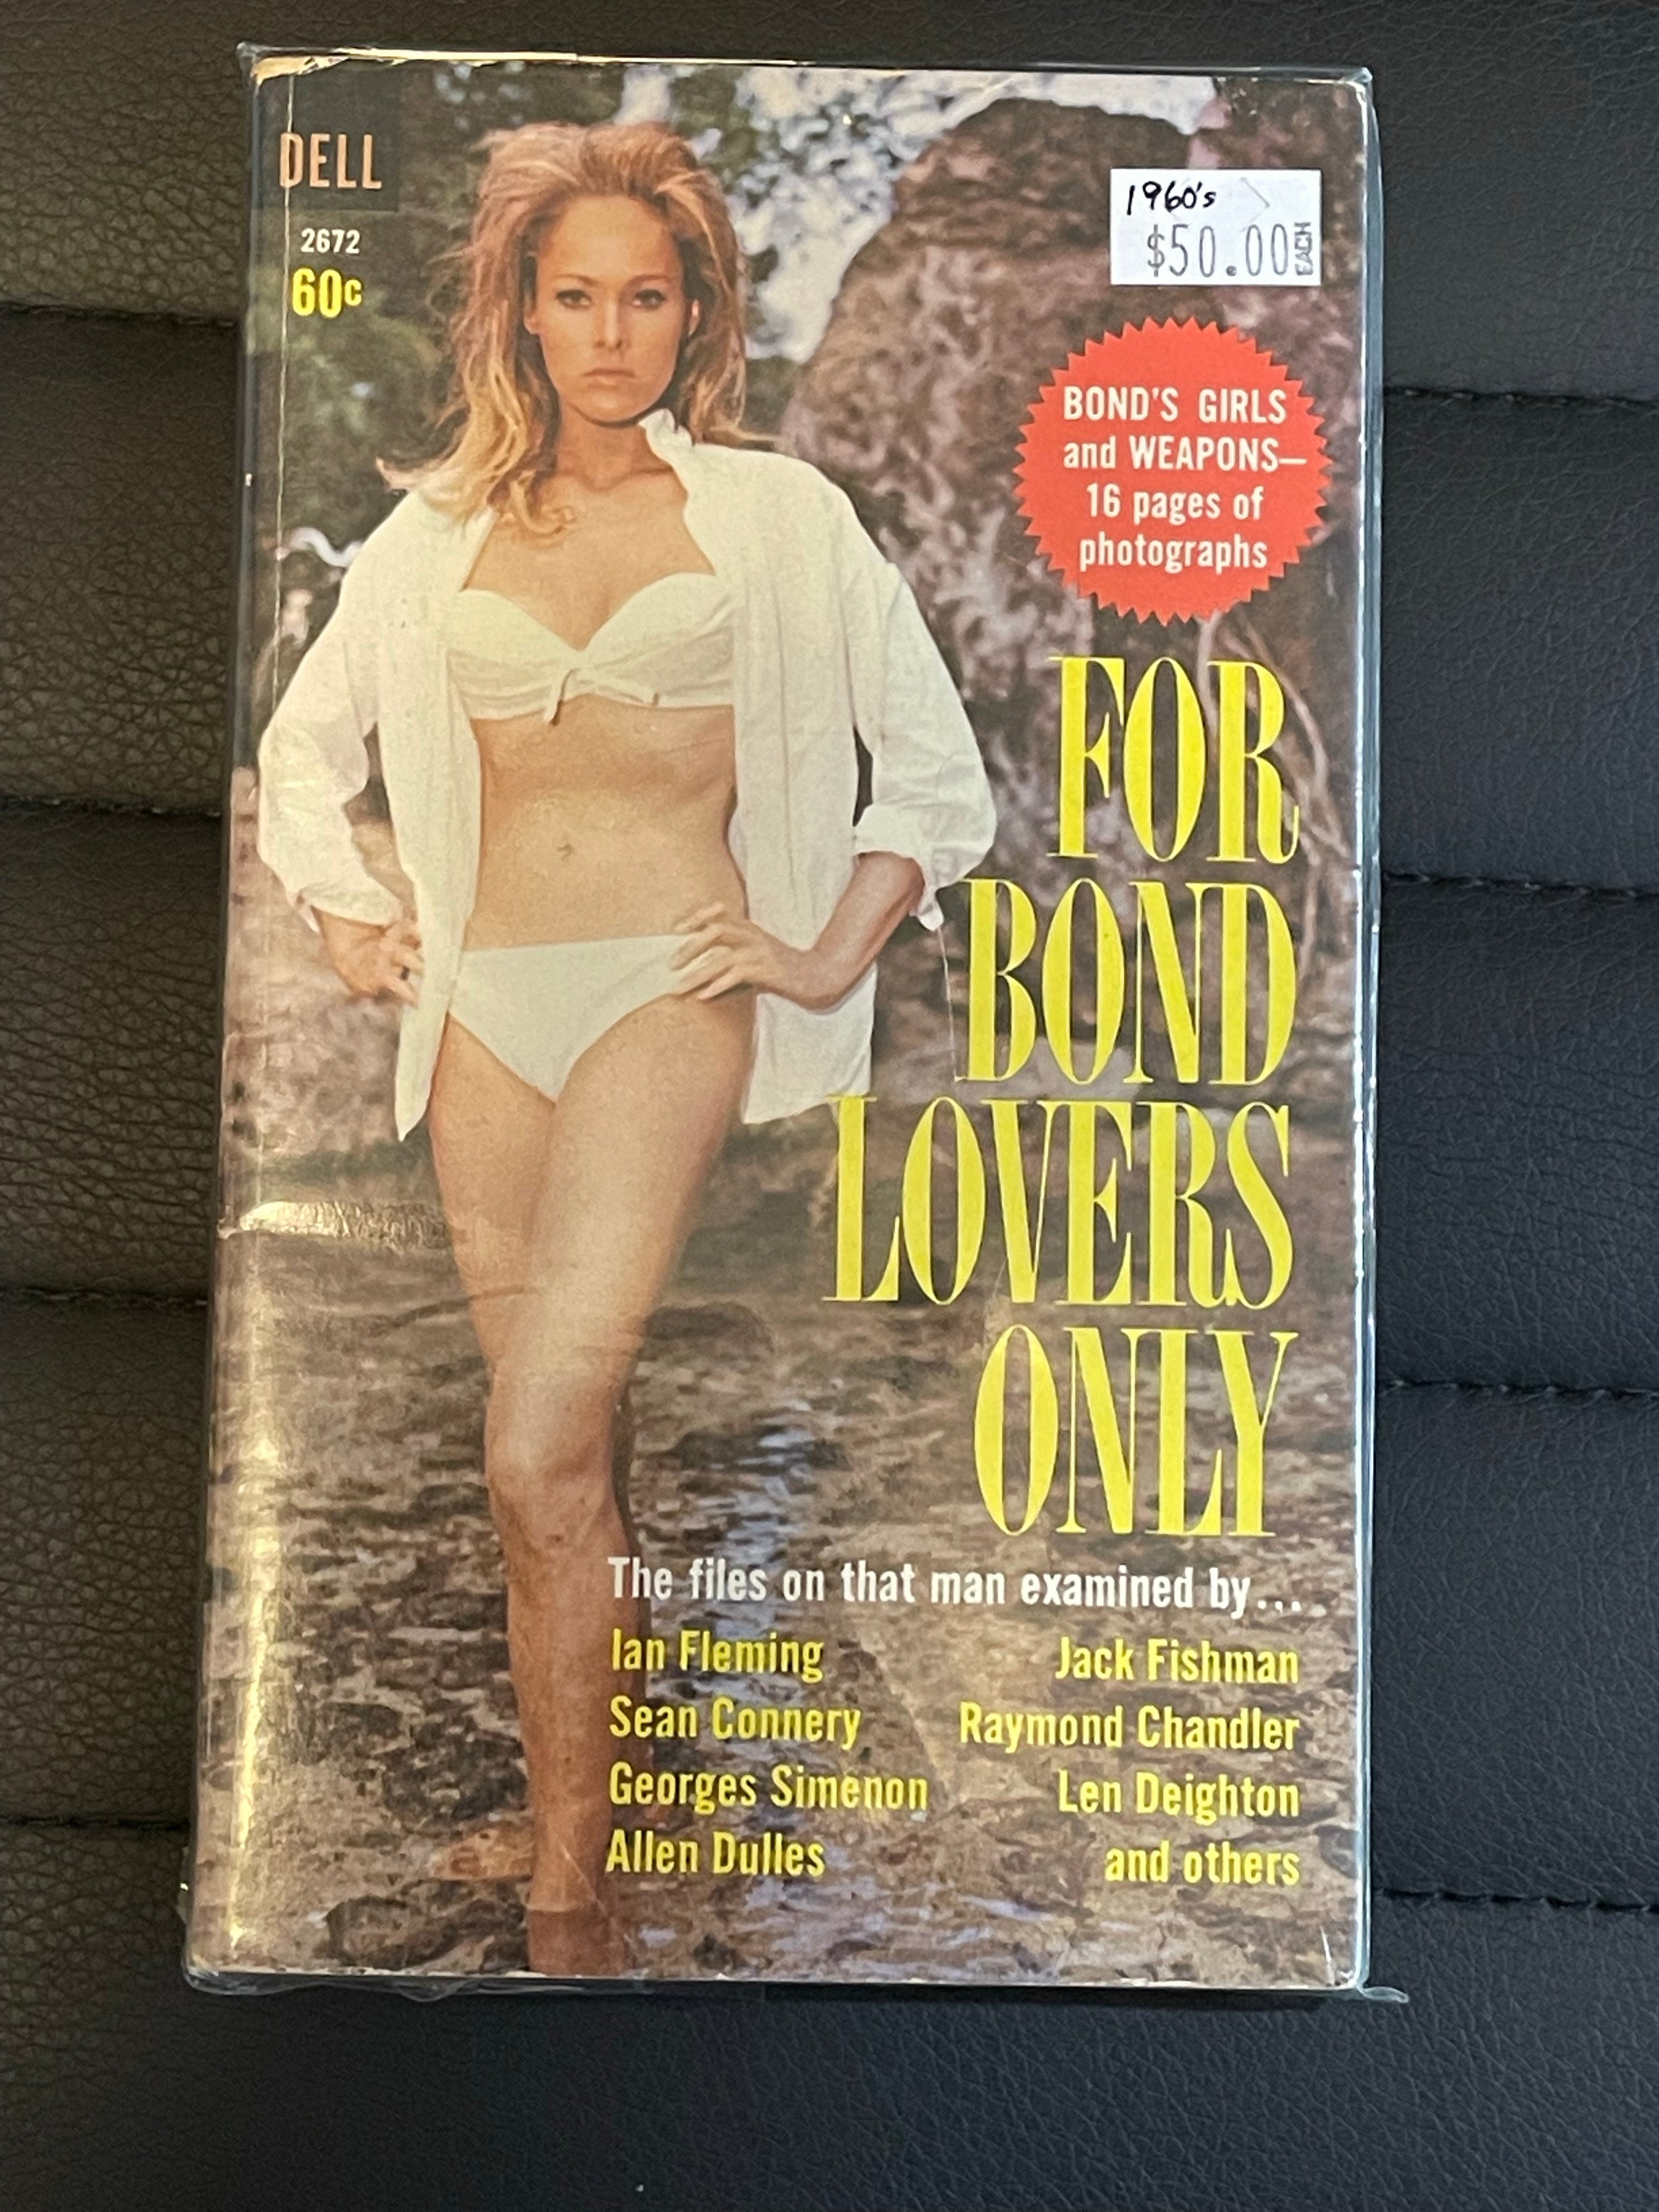 DELL
2672
60c
1960's
$50.00 EACH
BOND'S GIRLS
and WEAPONS—
16 pages of
photographs
FOR
BOND
LOVERS
ONLY
The files on that man examined by...
Ian Fleming
Sean Connery
Georges Simenon
Allen Dulles
Jack Fishman
Raymond Chandler
Len Deighton
and others